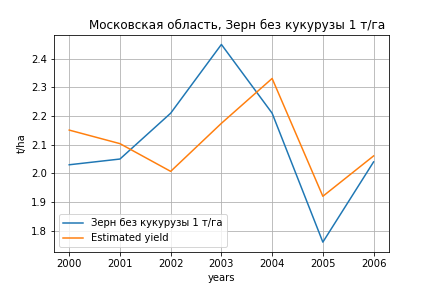 Московская область, Зерн без кукурузы 1 т/га
2.4
2.3
2.2
2.1
2.0
1.9
1.8
t/ha
Зерн без кукурузы 1 т/га
Estimated yield
2000 2001 2002 2003 2004 2005 2006
years